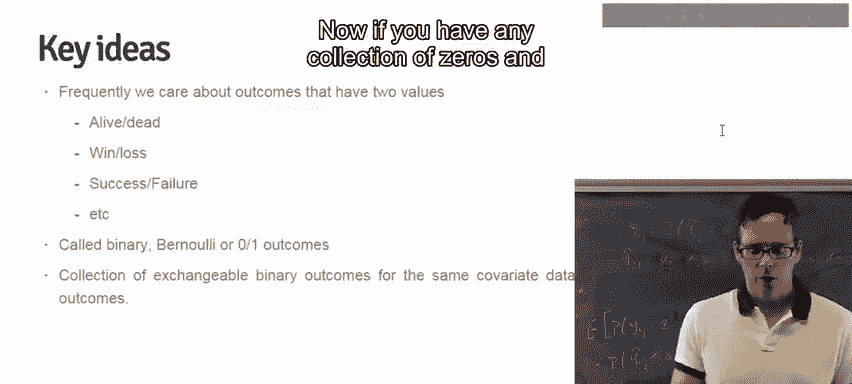 Now if you have any
collection of zeros and
Key ideas
Frequently we care about outcomes that have two values
- Alive/dead
- Win/loss
- Success/Failure
- etc
Called binary, Bernoulli or 0/1 outcomes
Collection of exchangeable binary outcomes for the same covariate data
outcomes.